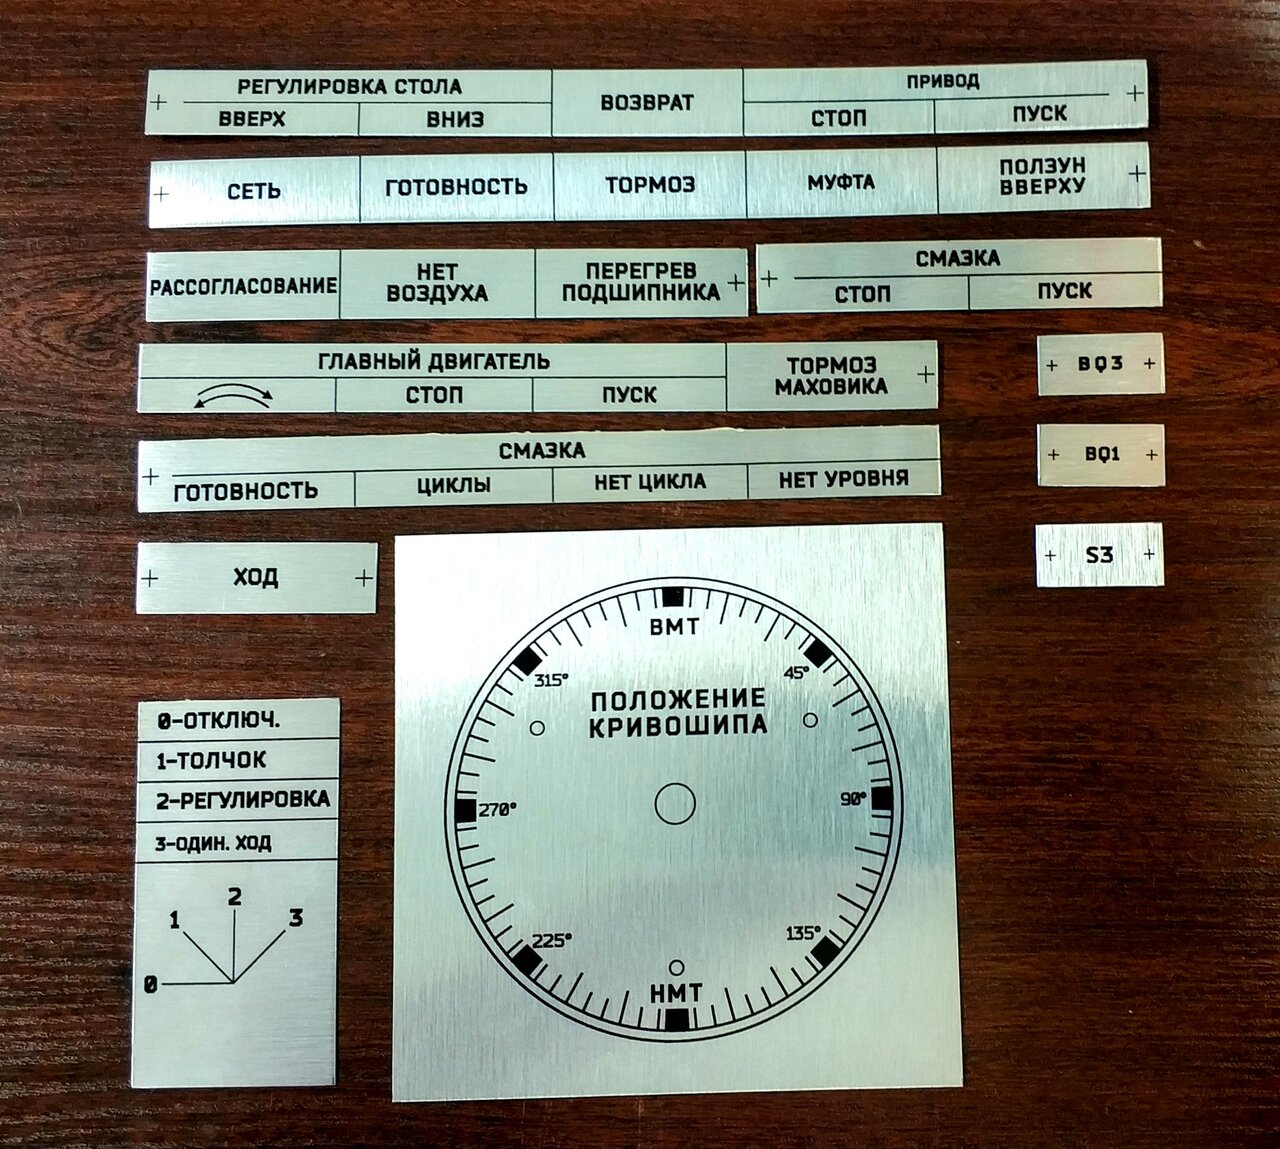 РЕГУЛИРОВКА СТОЛА
ВВЕРХ
ВНИЗ
ВОЗВРАТ
ПРИВОД
СТОП
ПУСК
СЕТЬ
ГОТОВНОСТЬ
ТОРМОЗ
МУФТА
ПОЛЗУН
ВВЕРХУ
РАССОГЛАСОВАНИЕ
НЕТ
ВОЗДУХА
ПЕРЕГРЕВ
ПОДШИПНИКА
СМАЗКА
СТОП
ПУСК
ГЛАВНЫЙ ДВИГАТЕЛЬ
СТОП
ПУСК
ТОРМОЗ
МАХОВИКА
BQ3
СМАЗКА
ГОТОВНОСТЬ
ЦИКЛЫ
НЕТ ЦИКЛА
НЕТ УРОВНЯ
BQ1
ХОД
S3
0-ОТКЛЮЧ.
1-ТОЛЧОК
2-РЕГУЛИРОВКА
3-ОДИН. ХОД
0
1
2
3
ВМТ
315°
45°
ПОЛОЖЕНИЕ
КРИВОШИПА
270°
90°
225°
135°
НМТ